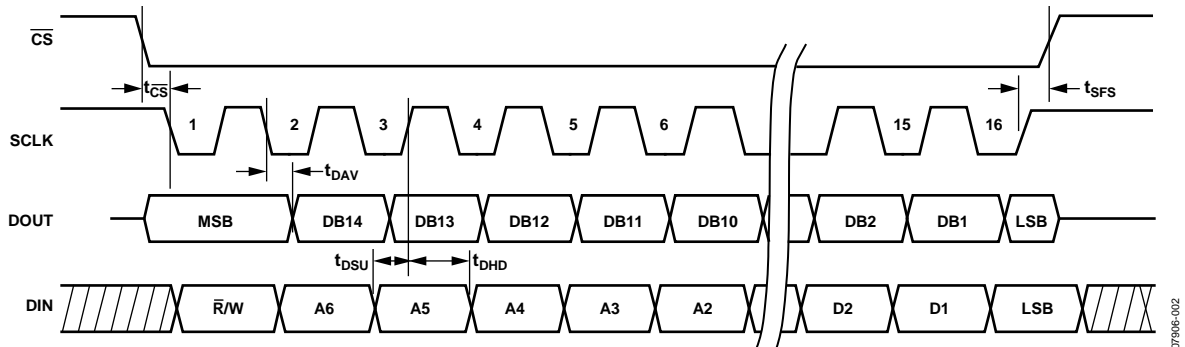 CS
tCS
tSFS
SCLK
1 2 3 4 5 6 15 16
tDAV
DOUT
MSB DB14 DB13 DB12 DB11 DB10 DB2 DB1 LSB
tDSU tDHD
DIN
R/W A6 A5 A4 A3 A2 D2 D1 LSB
07906-002